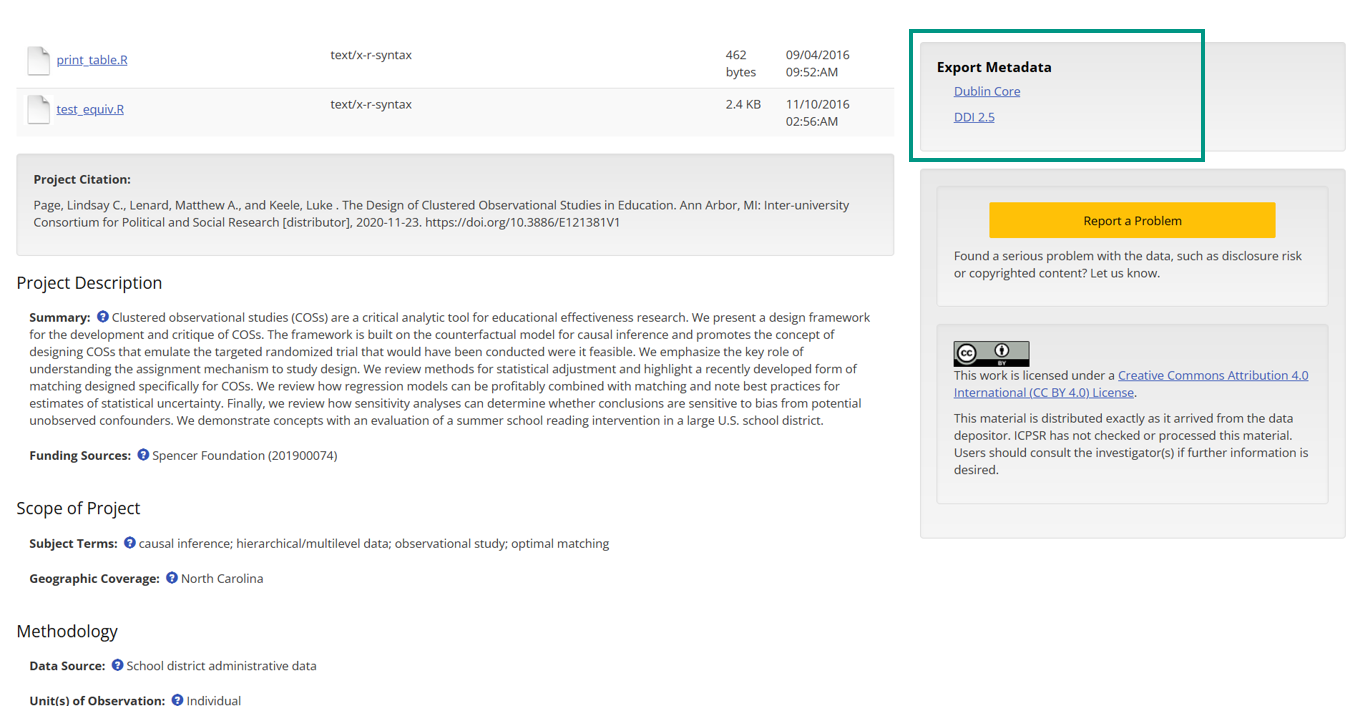 print_table.R text/x-r-syntax 462 09/04/2016
bytes 09:52:AM
test_equiv.R text/x-r-syntax 2.4 KB 11/10/2016
02:56:AM
Project Citation:
Page, Lindsay C., Lenard, Matthew A., and Keele, Luke . The Design of Clustered Observational Studies in Education. Ann Arbor, MI: Inter-university
Consortium for Political and Social Research [distributor], 2020-11-23. https://doi.org/10.3886/E121381V1
Project Description
Summary: ? Clustered observational studies (COSs) are a critical analytic tool for educational effectiveness research. We present a design framework
for the development and critique of COSs. The framework is built on the counterfactual model for causal inference and promotes the concept of
designing COSs that emulate the targeted randomized trial that would have been conducted were it feasible. We emphasize the key role of
understanding the assignment mechanism to study design. We review methods for statistical adjustment and highlight a recently developed form of
matching designed specifically for COSs. We review how regression models can be profitably combined with matching and note best practices for
estimates of statistical uncertainty. Finally, we review how sensitivity analyses can determine whether conclusions are sensitive to bias from potential
unobserved confounders. We demonstrate concepts with an evaluation of a summer school reading intervention in a large U.S. school district.
Funding Sources: ? Spencer Foundation (201900074)
Scope of Project
Subject Terms: ? causal inference; hierarchical/multilevel data; observational study; optimal matching
Geographic Coverage: ? North Carolina
Methodology
Data Source: ? School district administrative data
Unit(s) of Observation: ? Individual
Export Metadata
Dublin Core
DDI 2.5
Report a Problem
Found a serious problem with the data, such as disclosure risk
or copyrighted content? Let us know.
cc BY
This work is licensed under a Creative Commons Attribution 4.0
International (CC BY 4.0) License.
This material is distributed exactly as it arrived from the data
depositor. ICPSR has not checked or processed this material.
Users should consult the investigator(s) if further information is
desired.